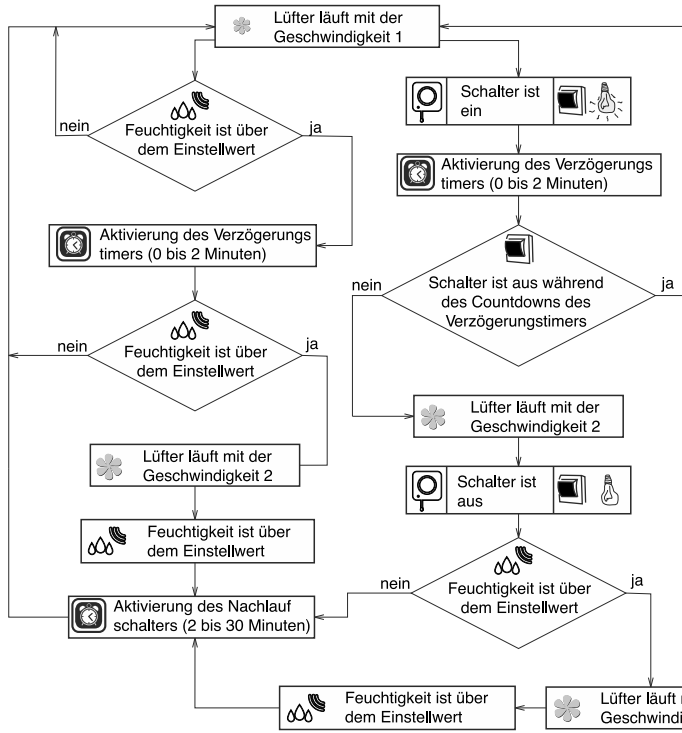 Lüfter läuft mit der
Geschwindigkeit 1
Feuchtigkeit ist über
dem Einstellwert
nein
ja
Aktivierung des Verzögerungs
timers (0 bis 2 Minuten)
Feuchtigkeit ist über
dem Einstellwert
nein
ja
Lüfter läuft mit der
Geschwindigkeit 2
Feuchtigkeit ist über
dem Einstellwert
Aktivierung des Nachlauf
schalters (2 bis 30 Minuten)
Schalter ist
ein
Aktivierung des Verzögerungs
timers (0 bis 2 Minuten)
nein
ja
Schalter ist aus während
des Countdowns des
Verzögerungstimers
Lüfter läuft mit der
Geschwindigkeit 2
Schalter ist
aus
nein
ja
Feuchtigkeit ist über
dem Einstellwert
Lüfter läuft
Feuchtigkeit ist über
dem Einstellwert